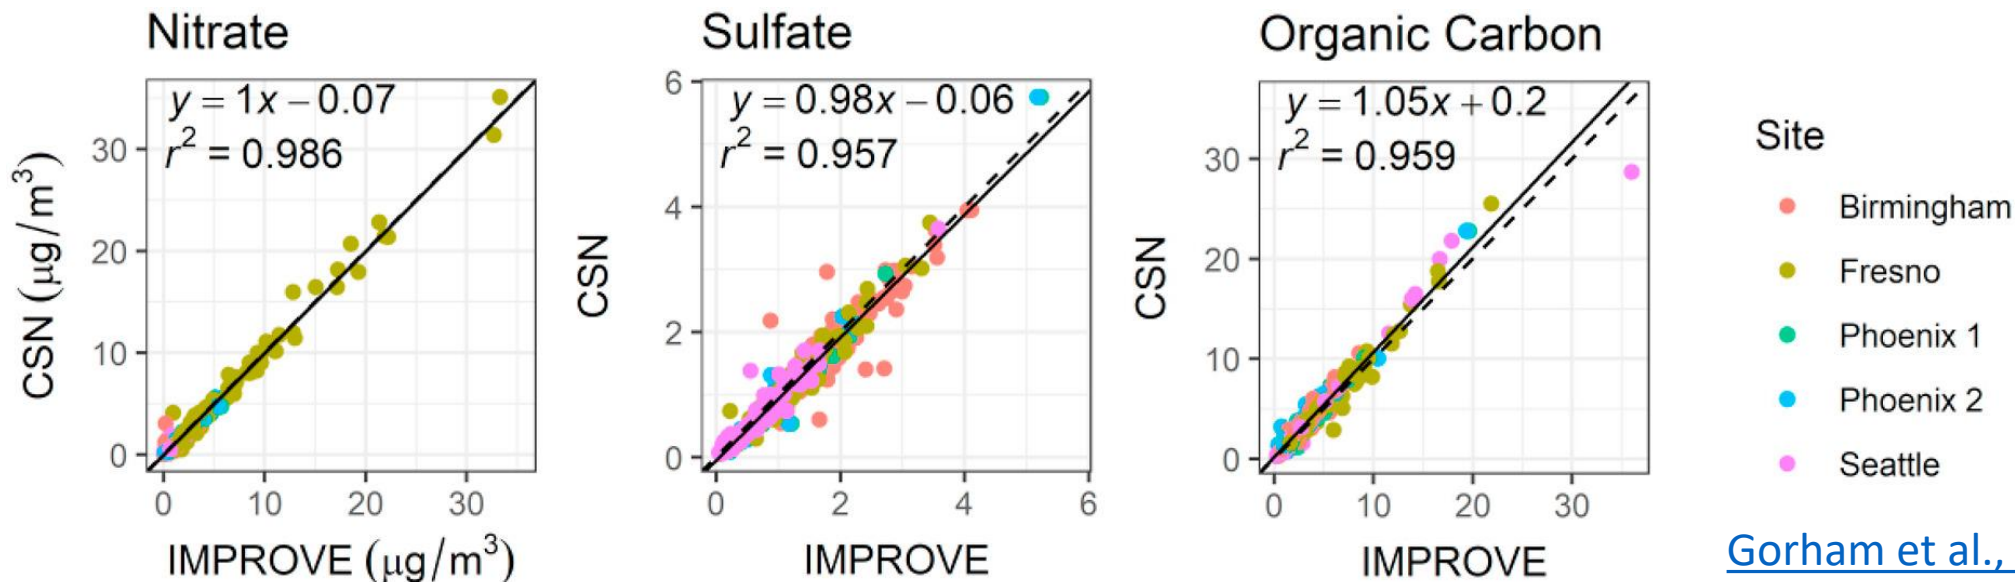 Nitrate
y = 1x − 0.07
r² = 0.986
30
20
10
0
0 10 20 30
CSN (μg/m³)
IMPROVE (μg/m³)
Sulfate
y = 0.98x − 0.06
r² = 0.957
6
4
2
0
0 2 4 6
CSN
IMPROVE
Organic Carbon
y = 1.05x + 0.2
r² = 0.959
30
20
10
0
0 10 20 30
CSN
IMPROVE
Site
Birmingham
Fresno
Phoenix 1
Phoenix 2
Seattle
Gorham et al.,